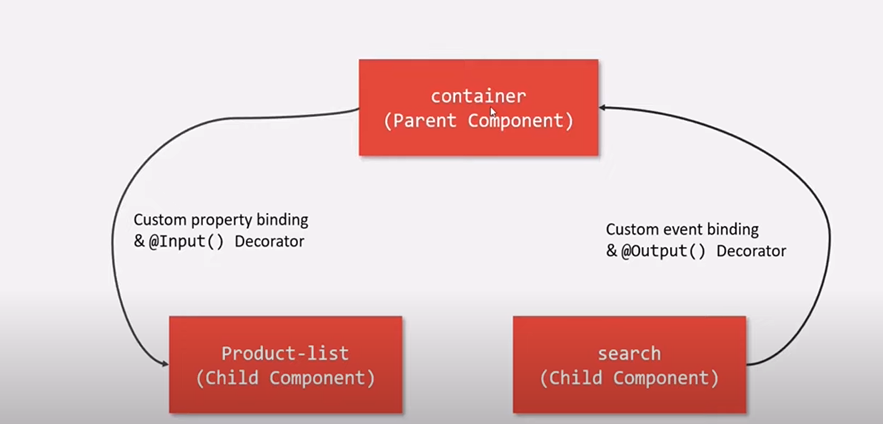 container
(Parent Component)
Custom property binding
& @Input() Decorator
Custom event binding
& @Output() Decorator
Product-list
(Child Component)
search
(Child Component)